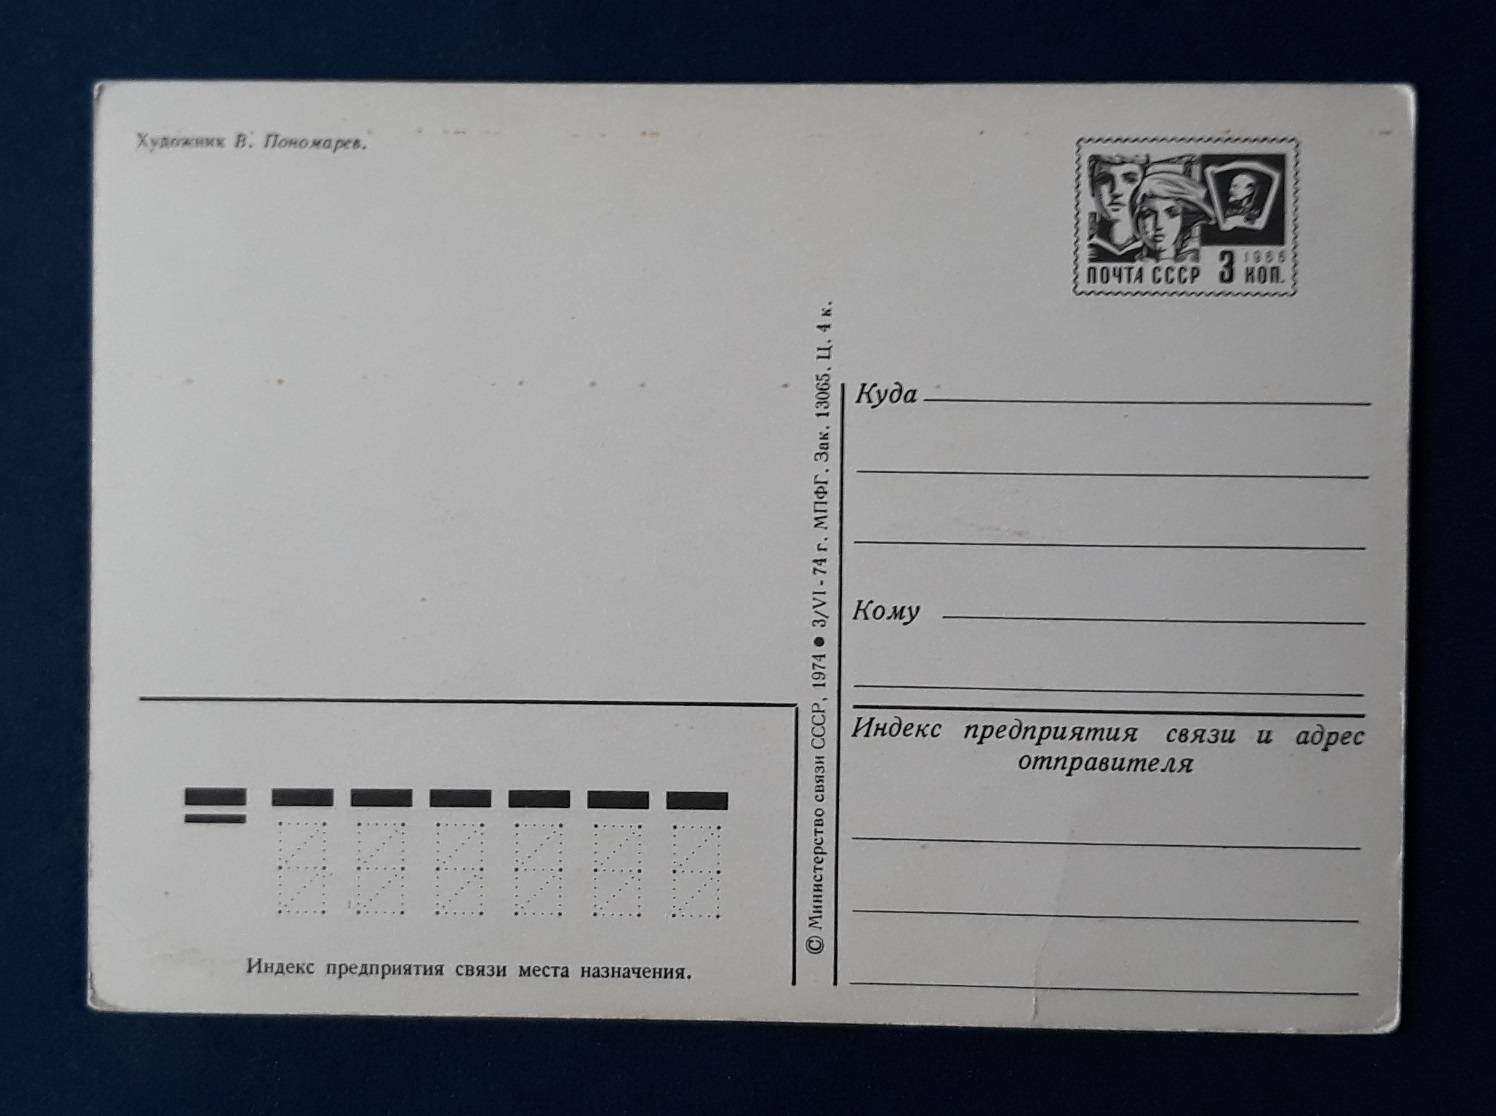 Художник В. Пономарев.
1966
ПОЧТА СССР 3 КОП.
© Министерство связи СССР, 1974 ● 3/VI - 74 г. МПФГ. Зак. 13065. Ц. 4 к.
Куда
Кому
Индекс предприятия связи и адрес
отправителя
Индекс предприятия связи места назначения.